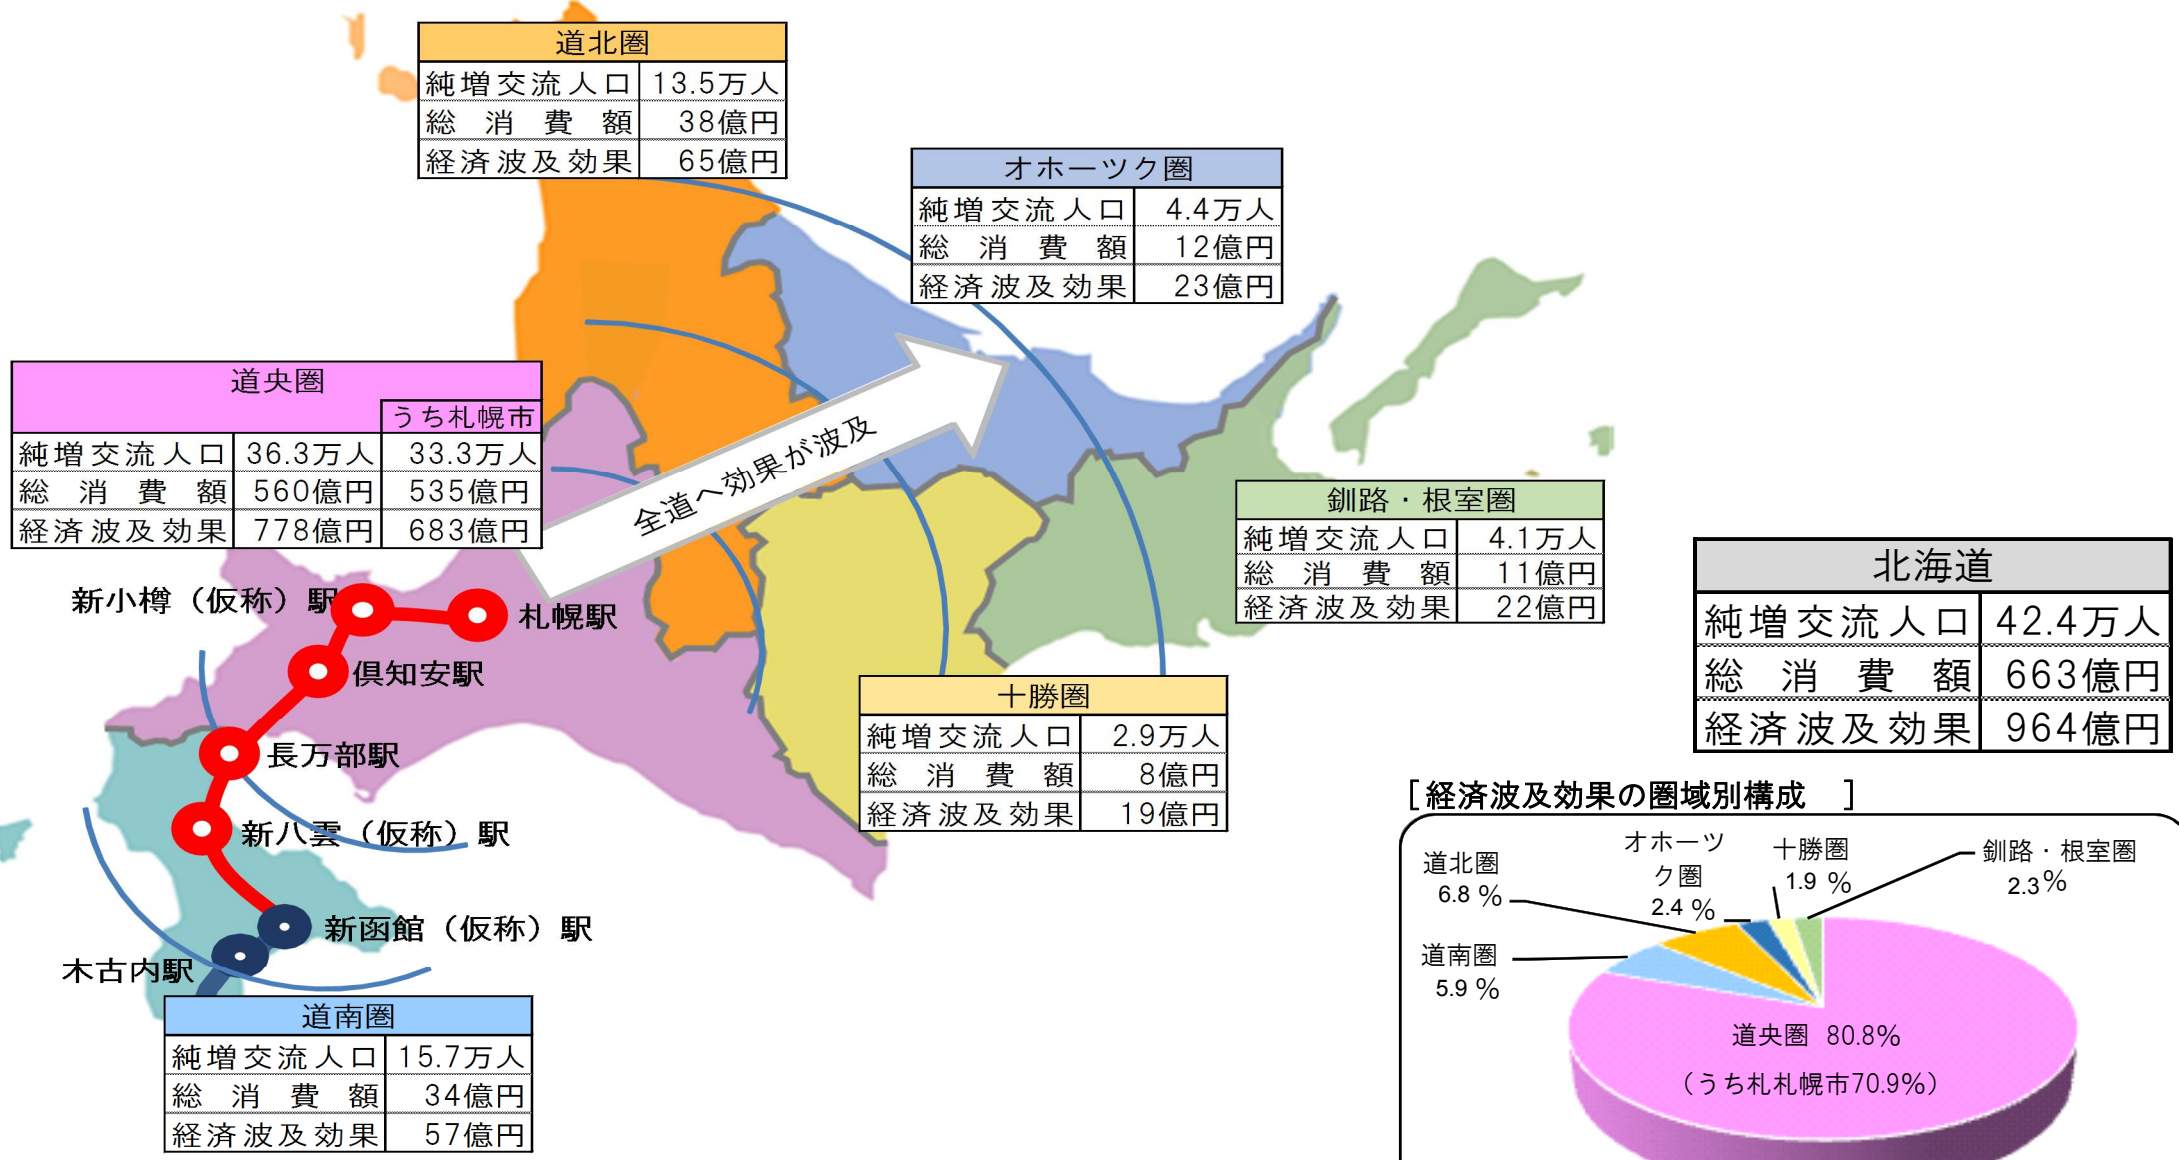 道北圏
純増交流人口 13.5万人
総消費額 38億円
経済波及効果 65億円
オホーツク圏
純増交流人口 4.4万人
総消費額 12億円
経済波及効果 23億円
道央圏
うち札幌市
純増交流人口 36.3万人 33.3万人
総消費額 560億円 535億円
経済波及効果 778億円 683億円
全道へ効果が波及
釧路・根室圏
純増交流人口 4.1万人
総消費額 11億円
経済波及効果 22億円
北海道
純増交流人口 42.4万人
総消費額 663億円
経済波及効果 964億円
新小樽（仮称）駅
札幌駅
倶知安駅
長万部駅
新八雲（仮称）駅
新函館（仮称）駅
木古内駅
十勝圏
純増交流人口 2.9万人
総消費額 8億円
経済波及効果 19億円
道南圏
純増交流人口 15.7万人
総消費額 34億円
経済波及効果 57億円
［経済波及効果の圏域別構成　］
道北圏
6.8 %
オホーツ
ク圏
2.4 %
十勝圏
1.9 %
釧路・根室圏
2.3%
道南圏
5.9 %
道央圏 80.8%
（うち札札幌市70.9%）